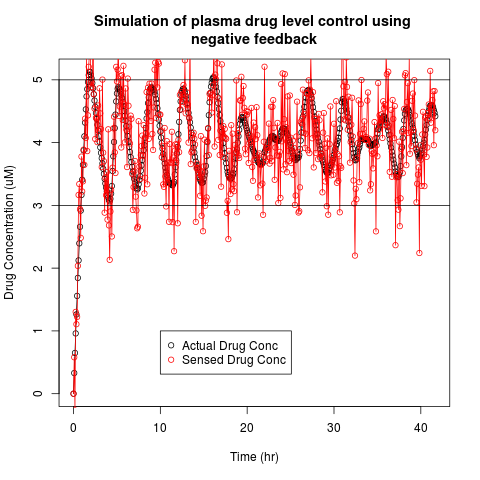 Simulation of plasma drug level control using
negative feedback
Drug Concentration (uM)
5
4
3
2
1
0
Actual Drug Conc
Sensed Drug Conc
0 10 20 30 40
Time (hr)